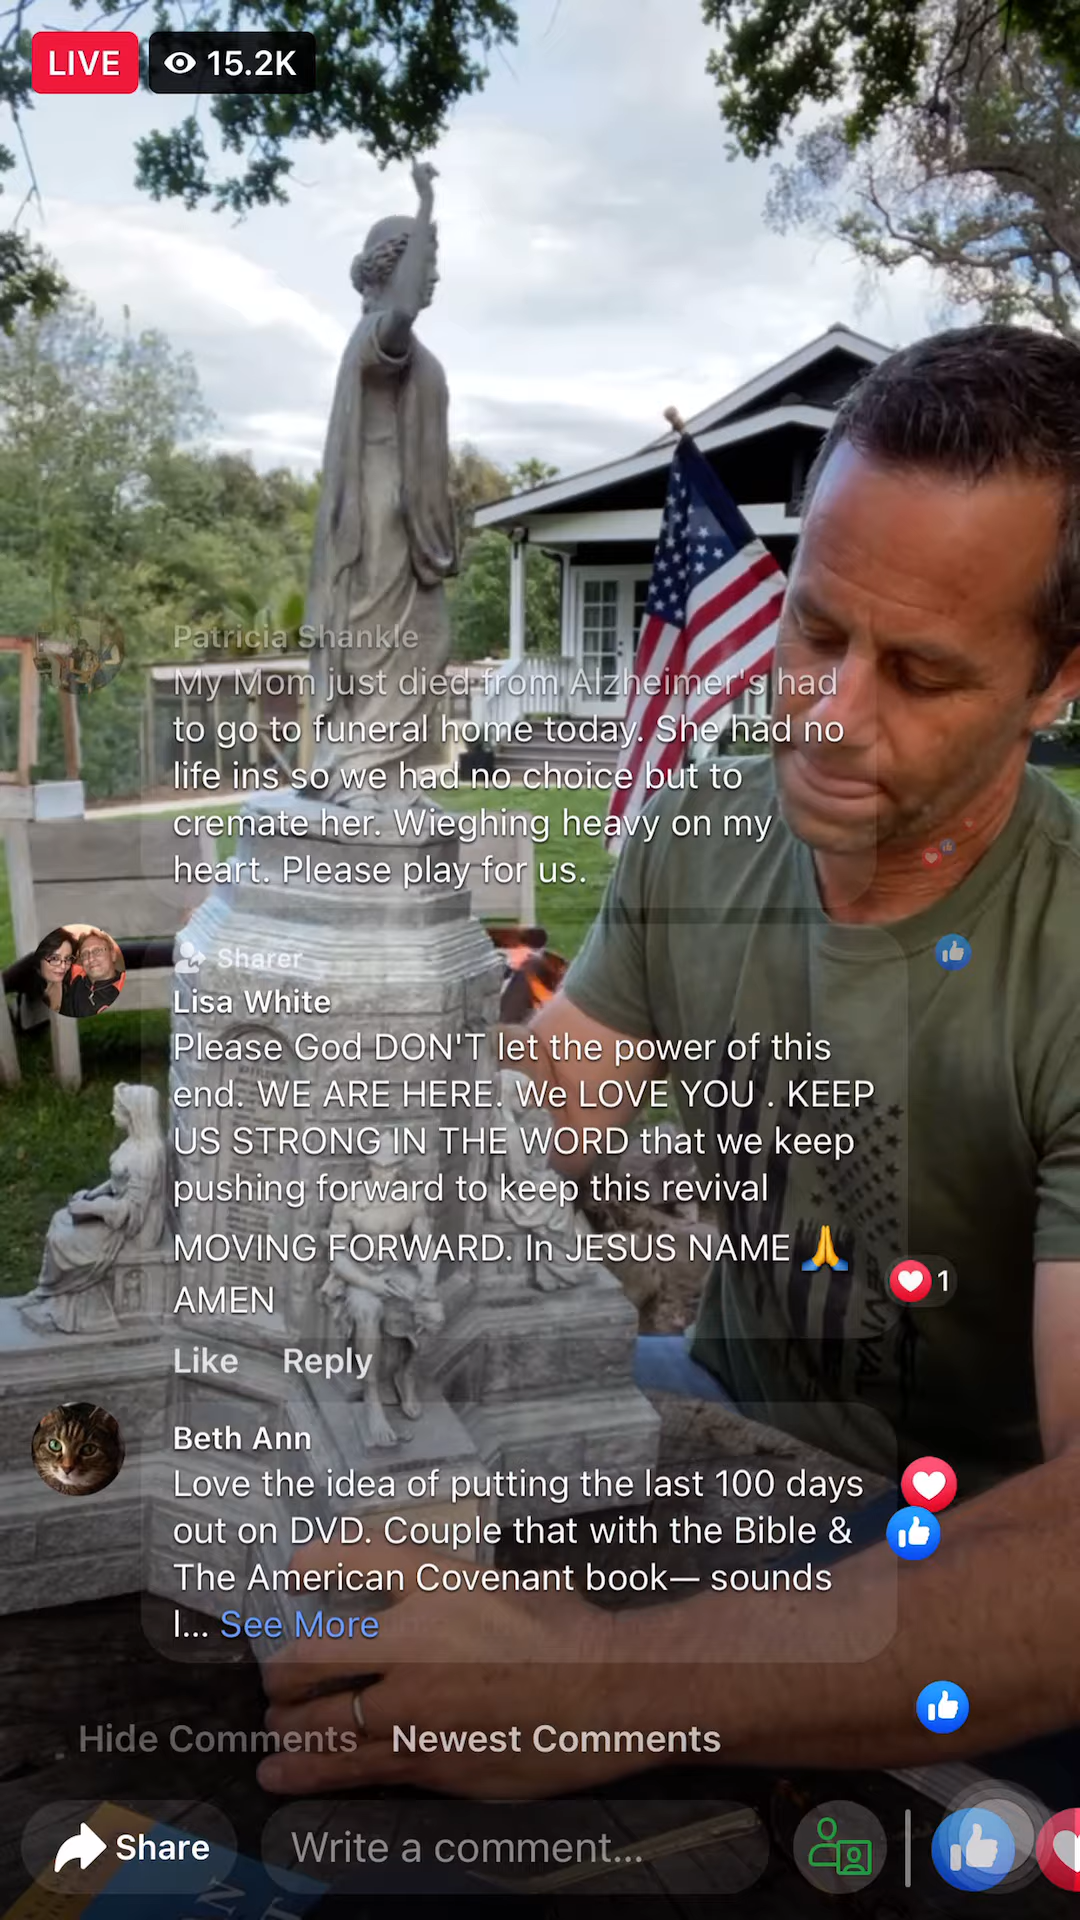 LIVE 15.2K
Patricia Shankle
My Mom just died from Alzheimer's had
to go to funeral home today. She had no
life ins so we had no choice but to
cremate her. Wieghing heavy on my
heart. Please play for us.
Sharer
Lisa White
Please God DON'T let the power of this
end. WE ARE HERE. We LOVE YOU . KEEP
US STRONG IN THE WORD that we keep
pushing forward to keep this revival
MOVING FORWARD. In JESUS NAME 🙏
AMEN
1
Like Reply
Beth Ann
Love the idea of putting the last 100 days
out on DVD. Couple that with the Bible &
The American Covenant book— sounds
l... See More
Hide Comments Newest Comments
Share Write a comment...